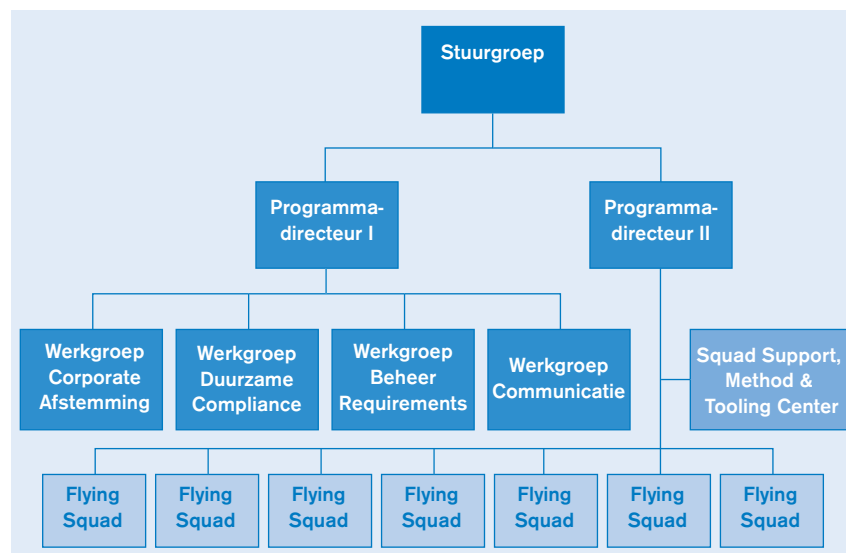 Stuurgroep
Programma-
directeur I
Programma-
directeur II
Werkgroep
Corporate
Afstemming
Werkgroep
Duurzame
Compliance
Werkgroep
Beheer
Requirements
Werkgroep
Communicatie
Squad Support,
Method &
Tooling Center
Flying
Squad
Flying
Squad
Flying
Squad
Flying
Squad
Flying
Squad
Flying
Squad
Flying
Squad